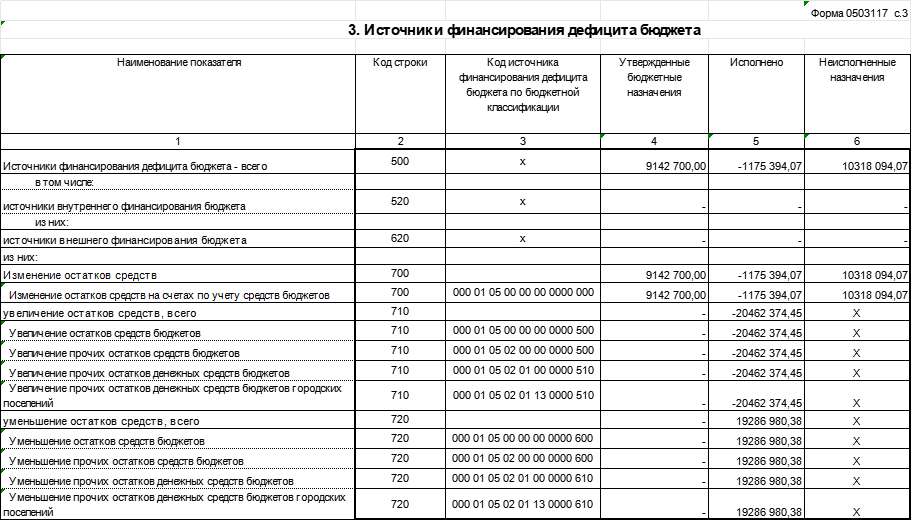 Форма 0503117 с.3
3. Источники финансирования дефицита бюджета
Наименование показателя Код строки Код источника финансирования дефицита бюджета по бюджетной классификации Утвержденные бюджетные назначения Исполнено Неисполненные назначения
1 2 3 4 5 6
Источники финансирования дефицита бюджета - всего 500 x 9142 700,00 -1175 394,07 10318 094,07
в том числе:
источники внутреннего финансирования бюджета 520 x - - -
из них:
источники внешнего финансирования бюджета 620 x - - -
из них:
Изменение остатков средств 700 9142 700,00 -1175 394,07 10318 094,07
Изменение остатков средств на счетах по учету средств бюджетов 700 000 01 05 00 00 00 0000 000 9142 700,00 -1175 394,07 10318 094,07
увеличение остатков средств, всего 710 - -20462 374,45 X
Увеличение остатков средств бюджетов 710 000 01 05 00 00 00 0000 500 - -20462 374,45 X
Увеличение прочих остатков средств бюджетов 710 000 01 05 02 00 00 0000 500 - -20462 374,45 X
Увеличение прочих остатков денежных средств бюджетов 710 000 01 05 02 01 00 0000 510 - -20462 374,45 X
Увеличение прочих остатков денежных средств бюджетов городских
поселений 710 000 01 05 02 01 13 0000 510 - -20462 374,45 X
уменьшение остатков средств, всего 720 - 19286 980,38 X
Уменьшение остатков средств бюджетов 720 000 01 05 00 00 00 0000 600 - 19286 980,38 X
Уменьшение прочих остатков средств бюджетов 720 000 01 05 02 00 00 0000 600 - 19286 980,38 X
Уменьшение прочих остатков денежных средств бюджетов 720 000 01 05 02 01 00 0000 610 - 19286 980,38 X
Уменьшение прочих остатков денежных средств бюджетов городских
поселений 720 000 01 05 02 01 13 0000 610 - 19286 980,38 X